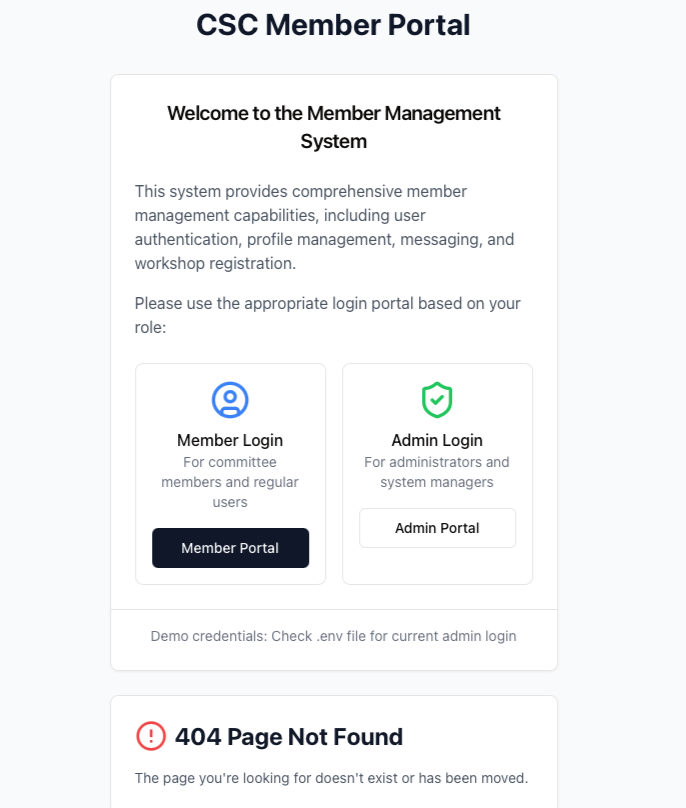 CSC Member Portal
Welcome to the Member Management
System
This system provides comprehensive member
management capabilities, including user
authentication, profile management, messaging, and
workshop registration.
Please use the appropriate login portal based on your
role:
Member Login
For committee
members and regular
users
Member Portal
Admin Login
For administrators and
system managers
Admin Portal
Demo credentials: Check .env file for current admin login
404 Page Not Found
The page you're looking for doesn't exist or has been moved.